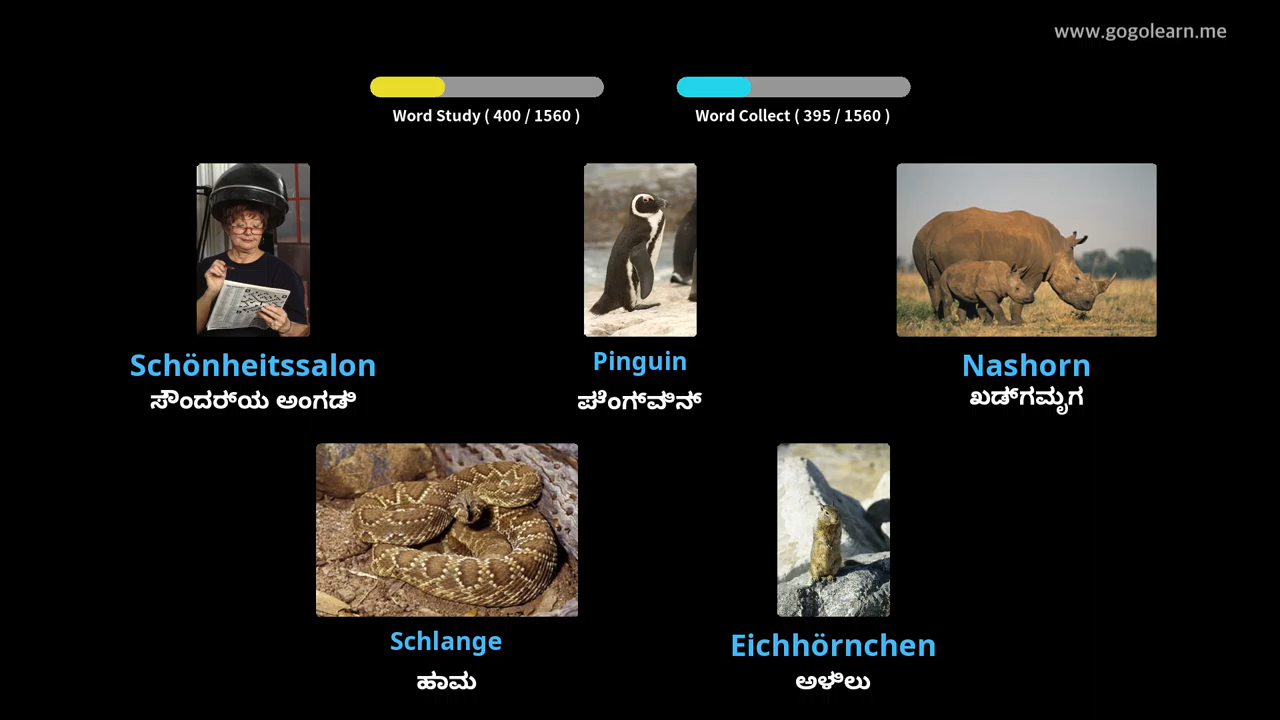 www.gogolearn.me
Word Study ( 400 / 1560 )
Word Collect ( 395 / 1560 )
Schönheitssalon
ಸೌಂದರ್ಯ ಅಂಗಡಿ
Pinguin
ಪೆಂಗ್ವಿನ್
Nashorn
ಖಡ್ಗಮೃಗ
Schlange
ಹಾಮ
Eichhörnchen
ಅಳಿಲು